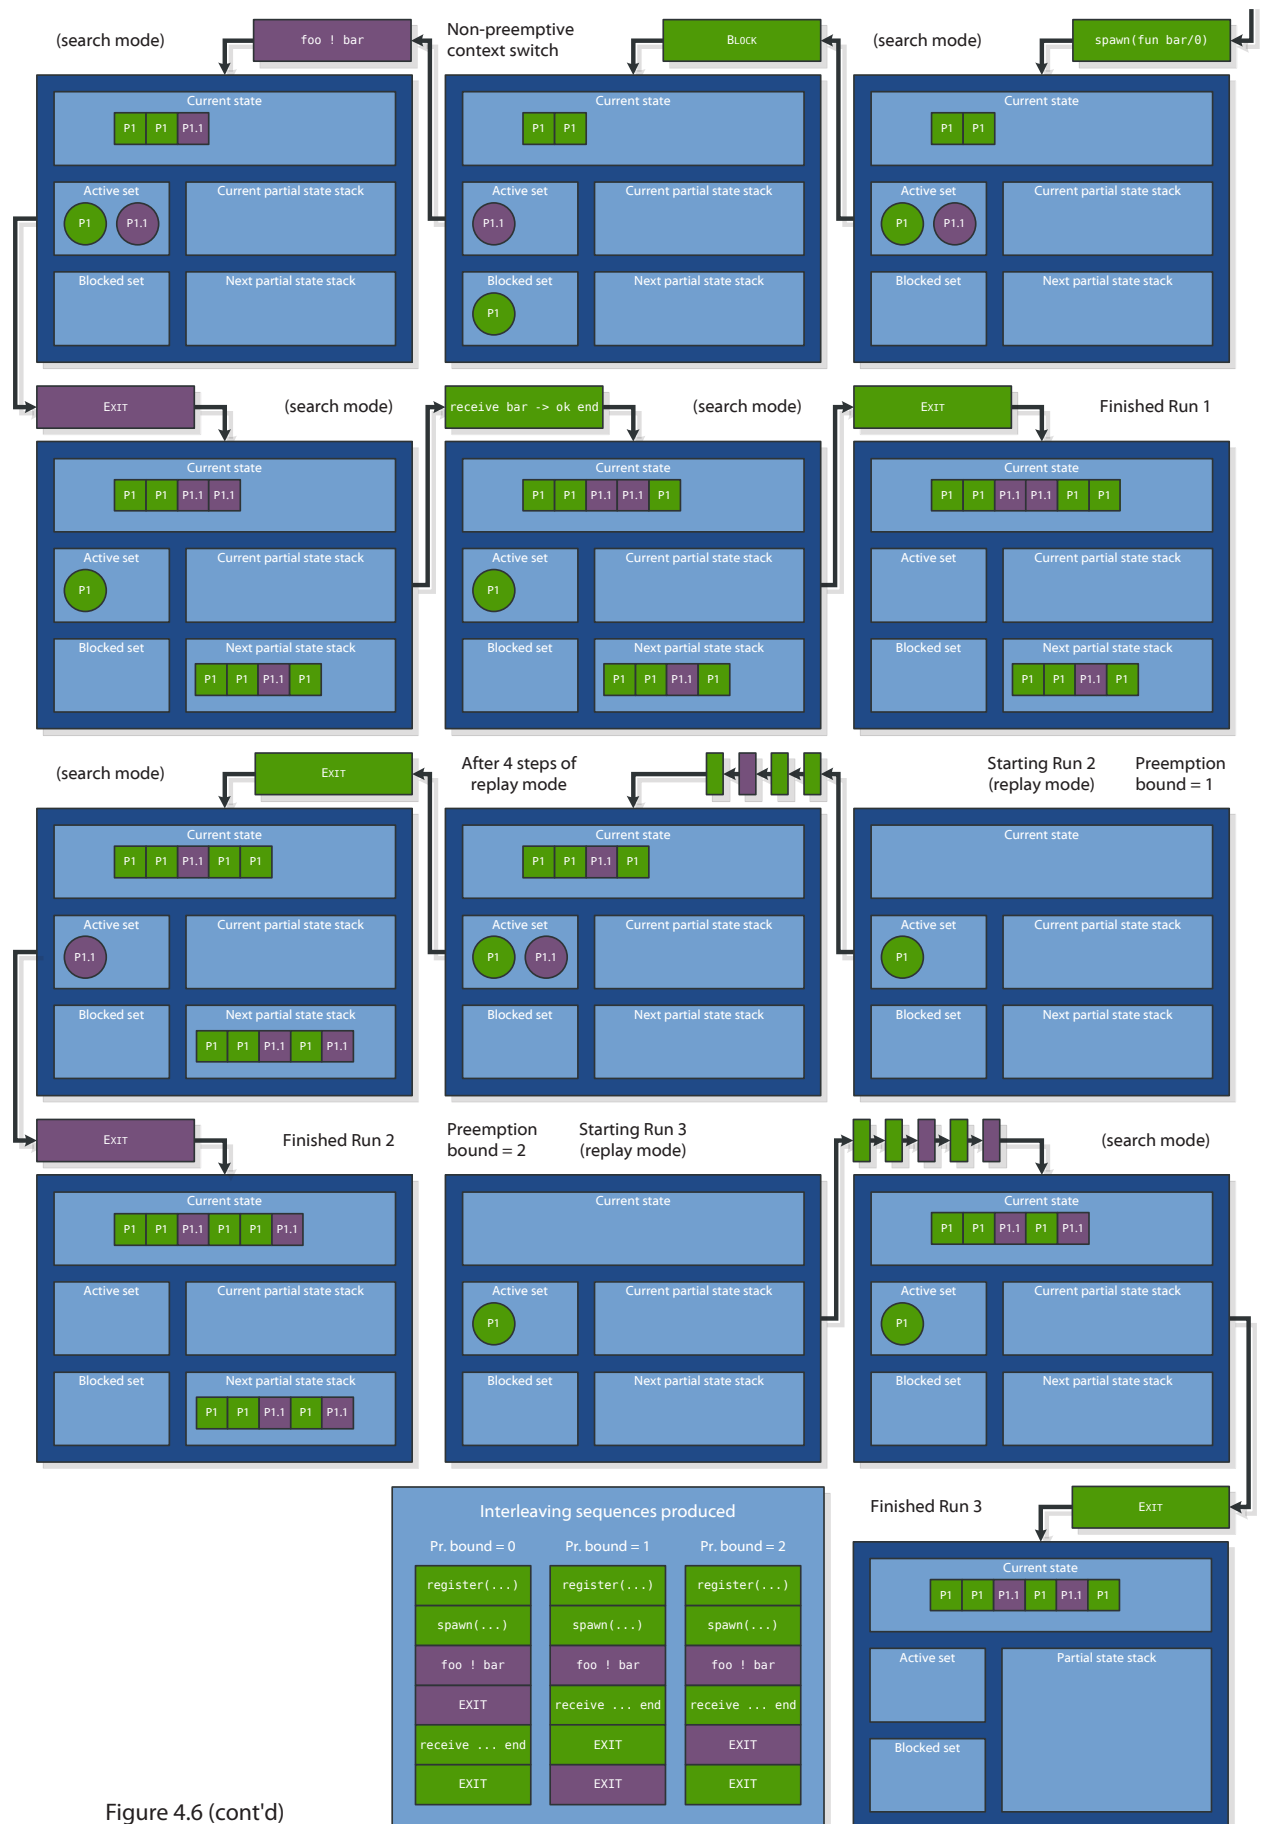 (search mode)
foo ! bar
Non-preemptive
context switch
BLOCK
(search mode)
spawn(fun bar/0)
Current state
P1 P1 P1.1
Active set
P1 P1.1
Current partial state stack
Blocked set
Next partial state stack
Current state
P1 P1
Active set
P1.1
Current partial state stack
Blocked set
P1
Next partial state stack
Current state
P1 P1
Active set
P1 P1.1
Current partial state stack
Blocked set
Next partial state stack
EXIT
(search mode)
receive bar -> ok end
(search mode)
EXIT
Finished Run 1
Current state
P1 P1 P1.1 P1.1
Active set
P1
Current partial state stack
Blocked set
Next partial state stack
P1 P1 P1.1 P1
Current state
P1 P1 P1.1 P1.1 P1
Active set
P1
Current partial state stack
Blocked set
Next partial state stack
P1 P1 P1.1 P1
Current state
P1 P1 P1.1 P1.1 P1 P1
Active set
Current partial state stack
Blocked set
Next partial state stack
P1 P1 P1.1 P1
(search mode)
EXIT
After 4 steps of
replay mode
Starting Run 2
(replay mode)
Preemption
bound = 1
Current state
P1 P1 P1.1 P1 P1
Active set
P1.1
Current partial state stack
Blocked set
Next partial state stack
P1 P1 P1.1 P1 P1.1
Current state
P1 P1 P1.1 P1
Active set
P1 P1.1
Current partial state stack
Blocked set
Next partial state stack
Current state
Active set
P1
Current partial state stack
Blocked set
Next partial state stack
EXIT
Finished Run 2
Preemption
bound = 2
Starting Run 3
(replay mode)
(search mode)
Current state
P1 P1 P1.1 P1 P1 P1.1
Active set
Current partial state stack
Blocked set
Next partial state stack
P1 P1 P1.1 P1 P1.1
Current state
Active set
P1
Current partial state stack
Blocked set
Next partial state stack
Current state
P1 P1 P1.1 P1 P1.1
Active set
P1
Current partial state stack
Blocked set
Next partial state stack
Interleaving sequences produced
Pr. bound = 0 Pr. bound = 1 Pr. bound = 2
register(...) register(...) register(...)
spawn(...) spawn(...) spawn(...)
foo ! bar foo ! bar foo ! bar
EXIT receive ... end receive ... end
receive ... end EXIT EXIT
EXIT EXIT EXIT
Finished Run 3
EXIT
Current state
P1 P1 P1.1 P1 P1.1 P1
Active set
Partial state stack
Blocked set
Figure 4.6 (cont'd)